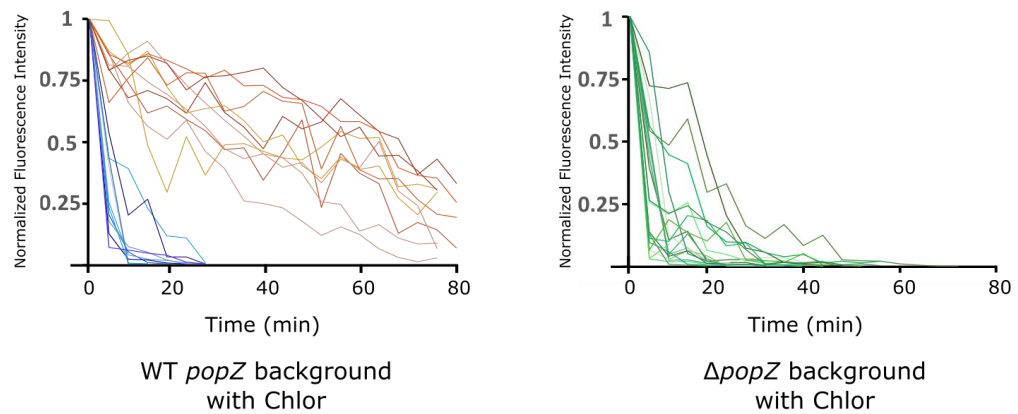 Normalized Fluorescence Intensity
1
0.75
0.5
0.25
0 20 40 60 80
Time (min)
WT popZ background
with Chlor
Normalized Fluorescence Intensity
1
0.75
0.5
0.25
0 20 40 60 80
Time (min)
ΔpopZ background
with Chlor